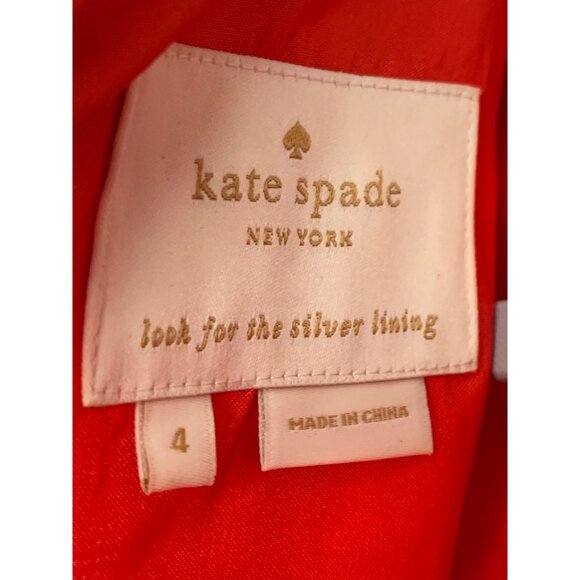 kate spade
NEW YORK
look for the silver lining
4
MADE IN CHINA